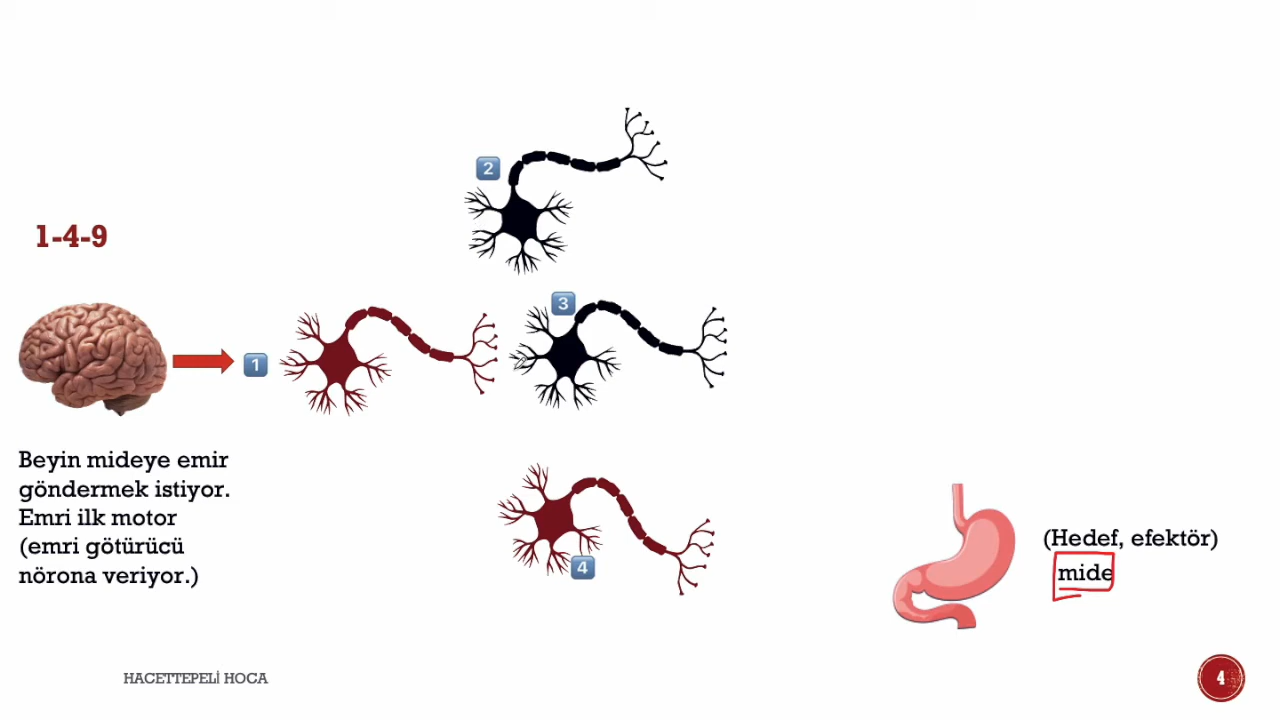 2
1-4-9
3
1
Beyin mideye emir
göndermek istiyor.
Emri ilk motor
(emri götürücü
nörona veriyor.)
4
(Hedef, efektör)
mide
HACETTEPELİ HOCA
4